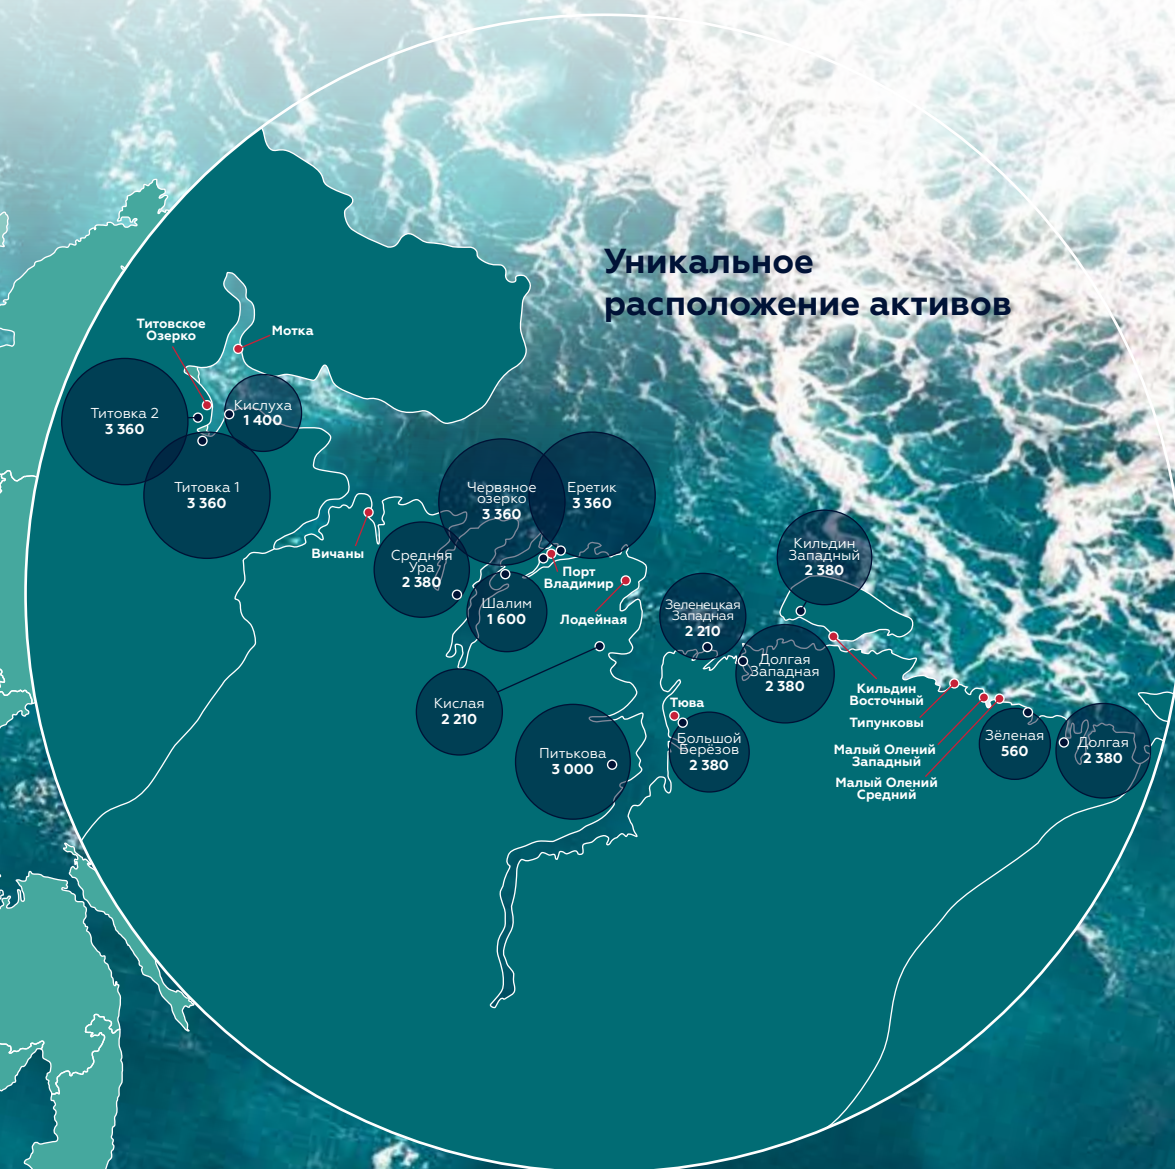 Уникальное
расположение активов
Титовское
Озерко
Мотка
Титовка 2
3 360
Кислуха
1 400
Титовка 1
3 360
Вичаны
Червяное
озерко
3 360
Еретик
3 360
Средняя
Ура
2 380
Порт
Владимир
Шалим
1 600
Лодейная
Кильдин
Западный
2 380
Зеленецкая
Западная
2 210
Долгая
Западная
2 380
Кислая
2 210
Тюва
Большой
Берёзов
2 380
Питькова
3 000
Кильдин
Восточный
Типунковы
Малый Олений
Западный
Малый Олений
Средний
Зёленая
560
Долгая
2 380